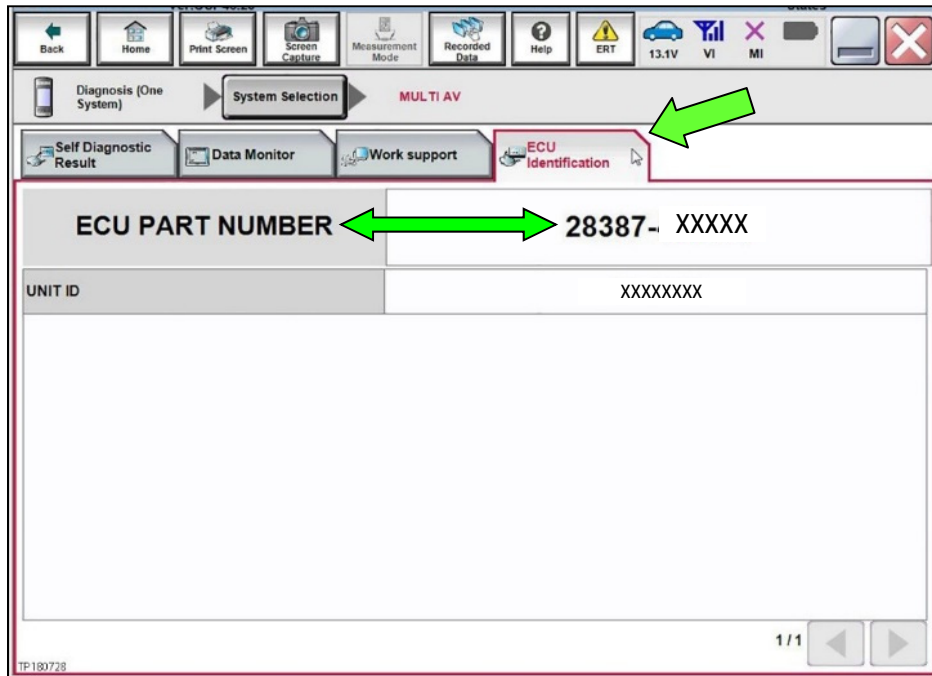 Back
Home
Print Screen
Screen
Capture
Measurement
Mode
Recorded
Data
Help
ERT
13.1V
VI
MI
Diagnosis (One
System)
System Selection
MULTI AV
Self Diagnostic
Result
Data Monitor
Work support
ECU
Identification
ECU PART NUMBER
28387- XXXXX
UNIT ID
XXXXXXXX
1/1
TP180728